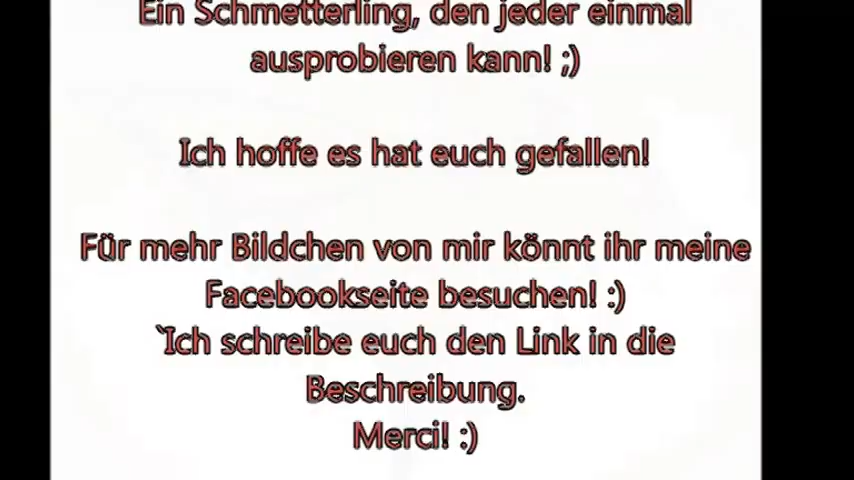 Ein Schmetterling, den jeder einmal
ausprobieren kann! ;)
Ich hoffe es hat euch gefallen!
Für mehr Bildchen von mir könnt ihr meine
Facebookseite besuchen! :)
`Ich schreibe euch den Link in die
Beschreibung.
Merci! :)